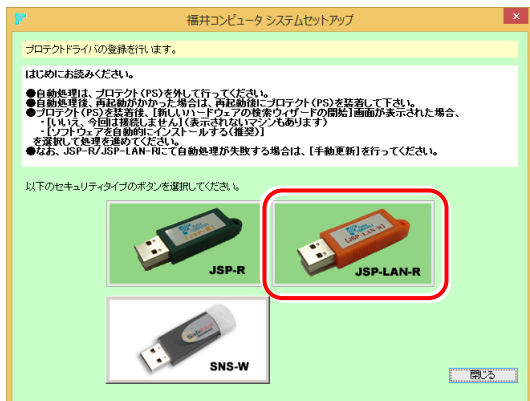 福井コンピュータ システムセットアップ
プロテクトドライバの登録を行います。
はじめにお読みください。
●自動処理は、プロテクト(PS)を外して行ってください。
●自動処理後、再起動がかかった場合は、再起動後にプロテクト(PS)を装着して下さい。
●プロテクト(PS)を装着後、[新しいハードウェアの検索ウィザードの開始]画面が表示された場合、
・[いいえ、今回は接続しません](表示されないマシンもあります)
・[ソフトウェアを自動的にインストールする(推奨)]
を選択して処理を進めてください。
●なお、JSP-R/JSP-LAN-Rにて自動処理が失敗する場合は、[手動更新]を行ってください。
以下のセキュリティタイプのボタンを選択してください。
[JSP-R]
JSP-R
[JSP-LAN-R]
JSP-LAN-R
SNS-W
閉じる